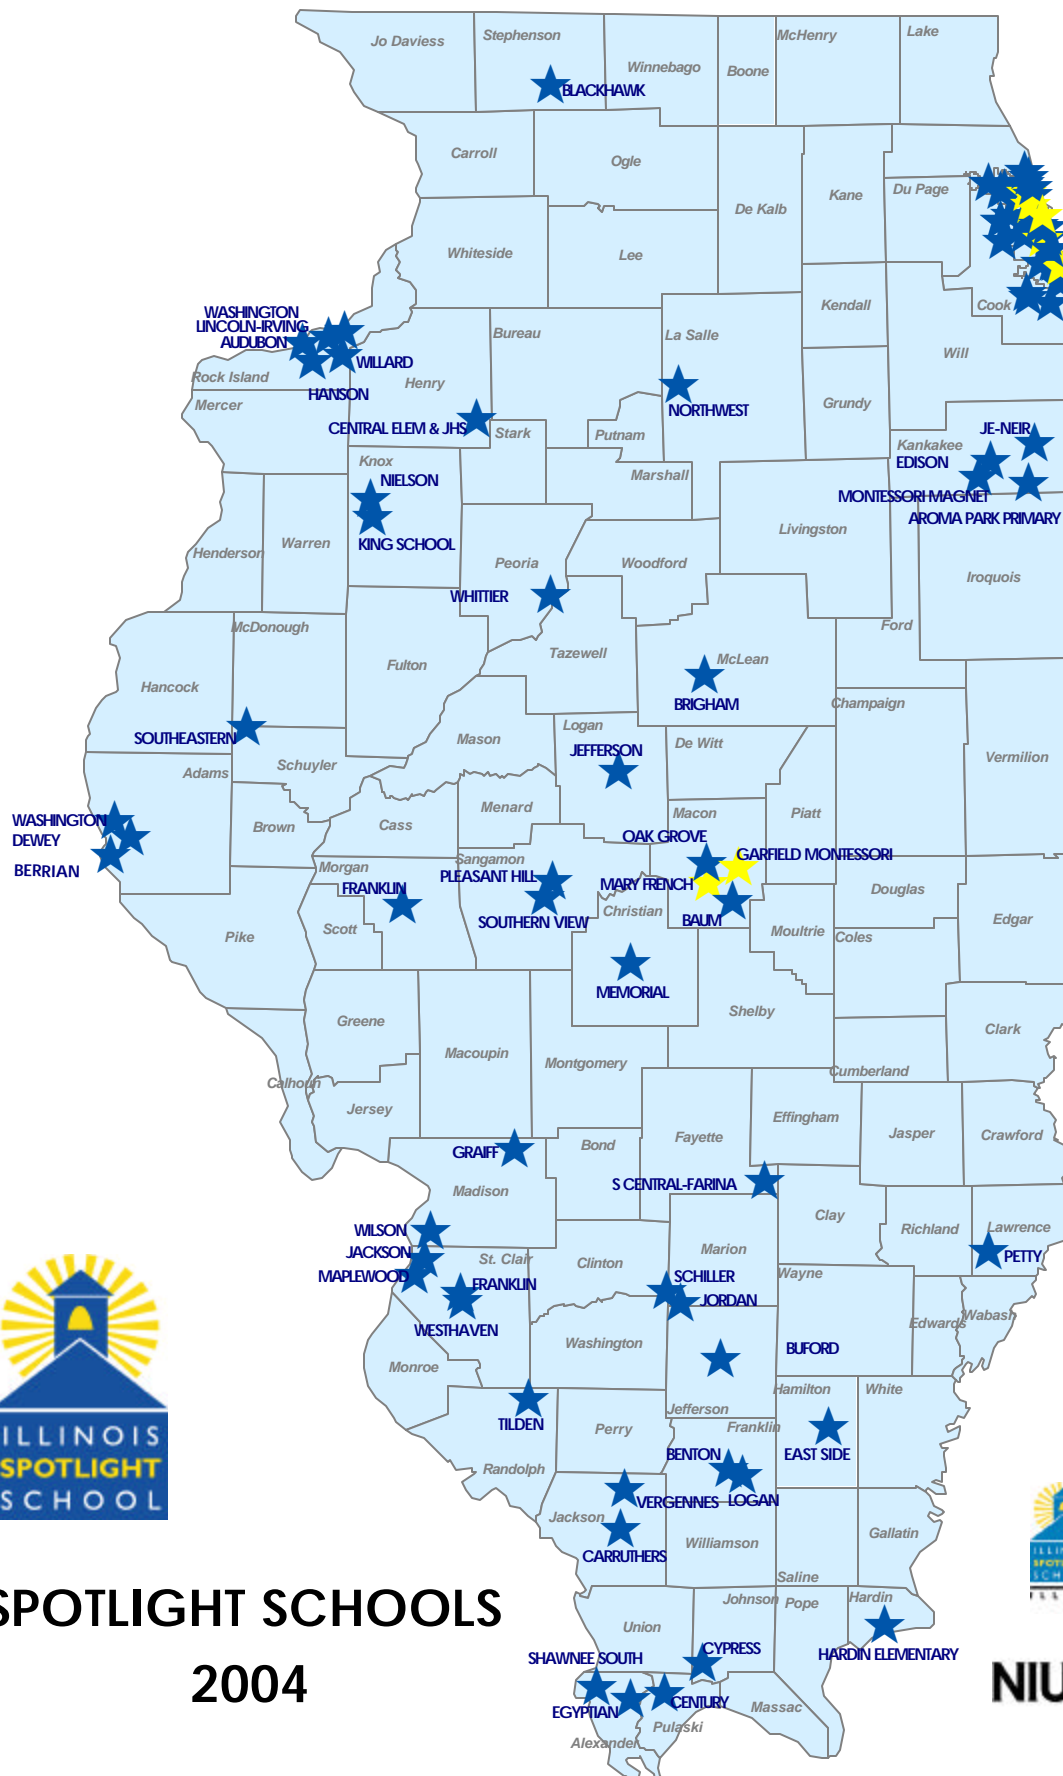 Jo Daviess
Stephenson
Winnebago
Boone
McHenry
Lake
BLACKHAWK
Carroll
Ogle
De Kalb
Kane
Du Page
Whiteside
Lee
Kendall
Cook
WASHINGTON
LINCOLN-IRVING
AUDUBON
WILLARD
HANSON
Rock Island
Mercer
Henry
Bureau
La Salle
Will
NORTHWEST
Grundy
CENTRAL ELEM & JHS
Stark
Putnam
Kankakee
JE-NEIR
EDISON
MONTESSORI MAGNET
AROMA PARK PRIMARY
Knox
NIELSON
KING SCHOOL
Marshall
Livingston
Henderson
Warren
Peoria
Woodford
Iroquois
WHITTIER
Ford
McDonough
Fulton
Tazewell
McLean
BRIGHAM
Hancock
Champaign
SOUTHEASTERN
Mason
Logan
JEFFERSON
De Witt
Vermilion
Adams
Schuyler
Menard
Macon
Piatt
WASHINGTON
DEWEY
BERRIAN
Brown
Cass
OAK GROVE
GARFIELD MONTESSORI
Morgan
Sangamon
PLEASANT HILL
MARY FRENCH
FRANKLIN
SOUTHERN VIEW
Christian
BAUM
Douglas
Edgar
Pike
Scott
Moultrie
Coles
MEMORIAL
Greene
Shelby
Clark
Macoupin
Montgomery
Cumberland
Calhoun
Jersey
Effingham
Jasper
Crawford
GRAIFF
Bond
Fayette
Madison
S CENTRAL-FARINA
Clay
Richland
Lawrence
WILSON
JACKSON
MAPLEWOOD
St. Clair
Clinton
Marion
PETTY
FRANKLIN
WESTHAVEN
SCHILLER
JORDAN
Wayne
Edwards
Wabash
Washington
BUFORD
Monroe
Hamilton
White
TILDEN
Perry
Jefferson
Franklin
EAST SIDE
Randolph
BENTON
LOGAN
VERGENNES
Jackson
CARRUTHERS
Williamson
Gallatin
Saline
Union
Johnson
Pope
Hardin
HARDIN ELEMENTARY
SHAWNEE SOUTH
CYPRESS
EGYPTIAN
CENTURY
Massac
Pulaski
Alexander
ILLINOIS
SPOTLIGHT
SCHOOL
SPOTLIGHT SCHOOLS
2004
NIU